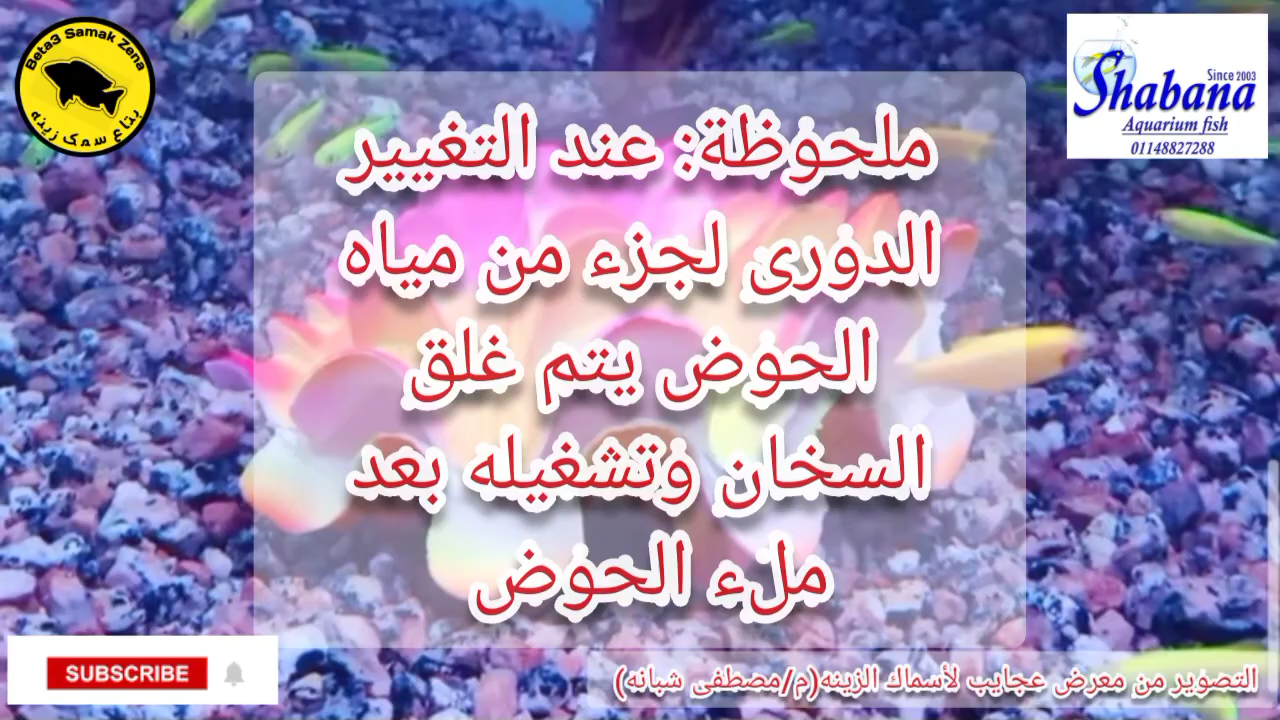 Beta3 Samak Zena
بتاع سمك زينه
Shabana
Since 2003
Aquarium fish
01148827288
ملحوظة: عند التغيير
الدورى لجزء من مياه
الحوض يتم غلق
السخان وتشغيله بعد
ملء الحوض
SUBSCRIBE
التصوير من معرض عجايب لأسماك الزينه(م/مصطفى شبانه)